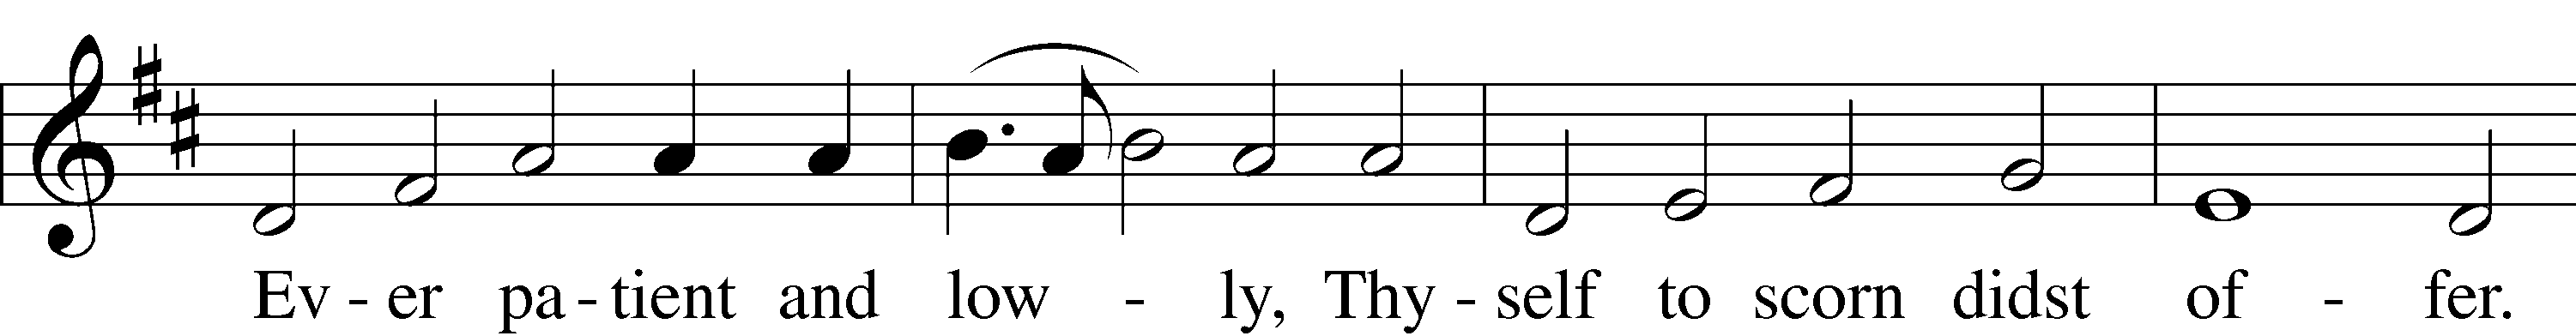 Ev - er pa - tient and low - ly, Thy - self to scorn didst of - fer.